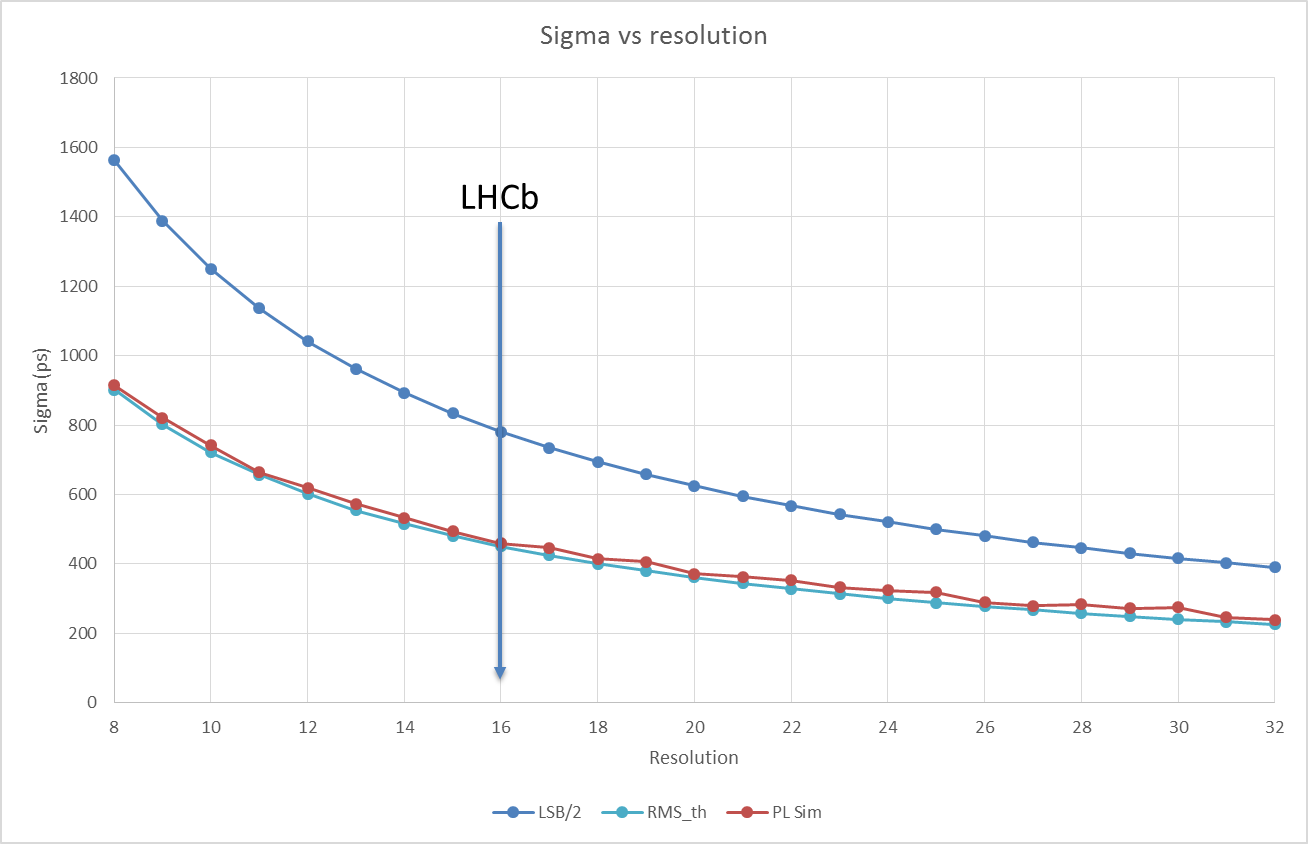 Sigma vs resolution
1800
1600
1400
1200
1000
800
600
400
200
0
Sigma (ps)
LHCb
8 10 12 14 16 18 20 22 24 26 28 30 32
Resolution
LSB/2 RMS_th PL Sim